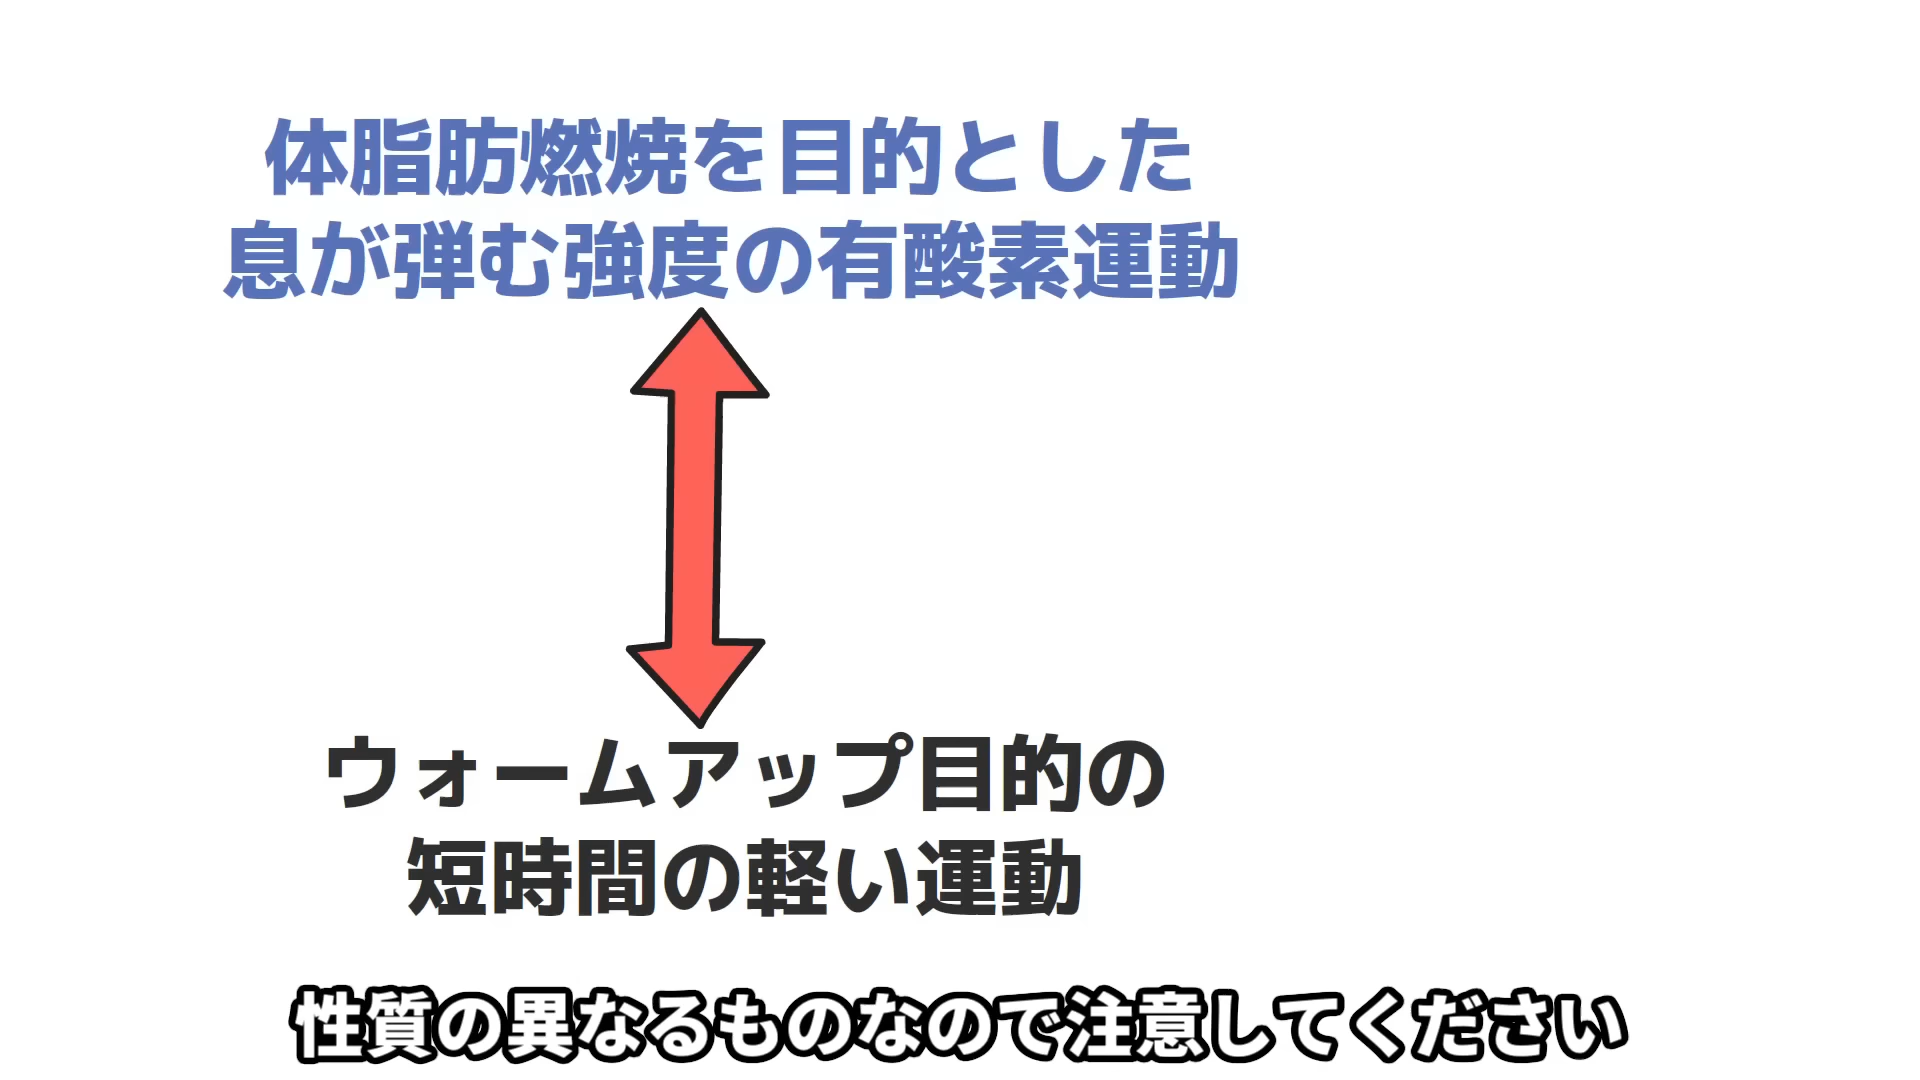 体脂肪燃焼を目的とした
息が弾む強度の有酸素運動
ウォームアップ目的の
短時間の軽い運動
性質の異なるものなので注意してください